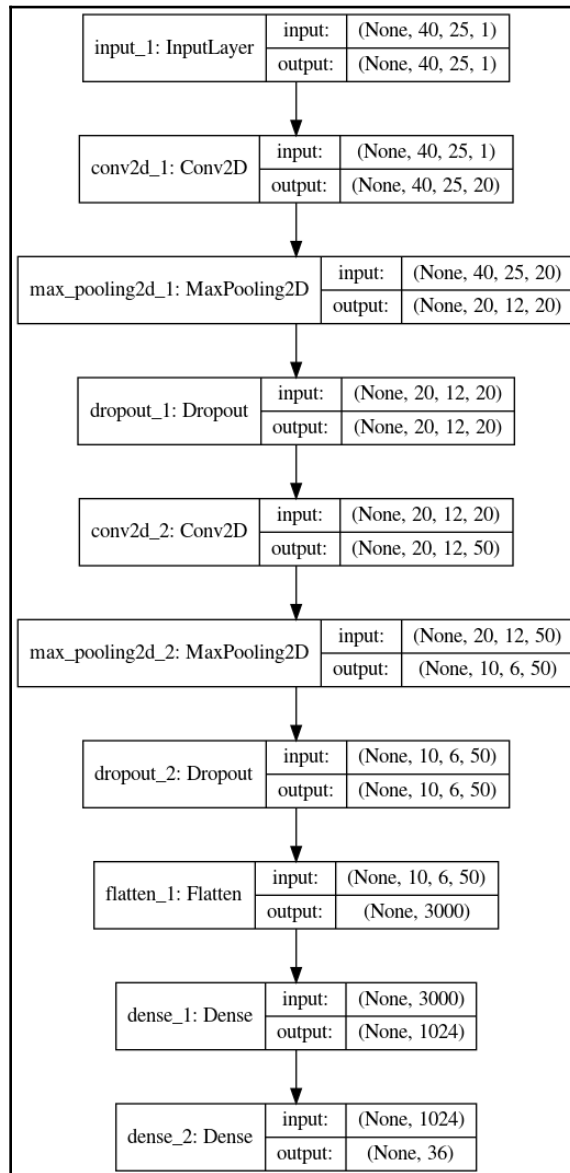 input_1: InputLayer
input: (None, 40, 25, 1)
output: (None, 40, 25, 1)
conv2d_1: Conv2D
input: (None, 40, 25, 1)
output: (None, 40, 25, 20)
max_pooling2d_1: MaxPooling2D
input: (None, 40, 25, 20)
output: (None, 20, 12, 20)
dropout_1: Dropout
input: (None, 20, 12, 20)
output: (None, 20, 12, 20)
conv2d_2: Conv2D
input: (None, 20, 12, 20)
output: (None, 20, 12, 50)
max_pooling2d_2: MaxPooling2D
input: (None, 20, 12, 50)
output: (None, 10, 6, 50)
dropout_2: Dropout
input: (None, 10, 6, 50)
output: (None, 10, 6, 50)
flatten_1: Flatten
input: (None, 10, 6, 50)
output: (None, 3000)
dense_1: Dense
input: (None, 3000)
output: (None, 1024)
dense_2: Dense
input: (None, 1024)
output: (None, 36)